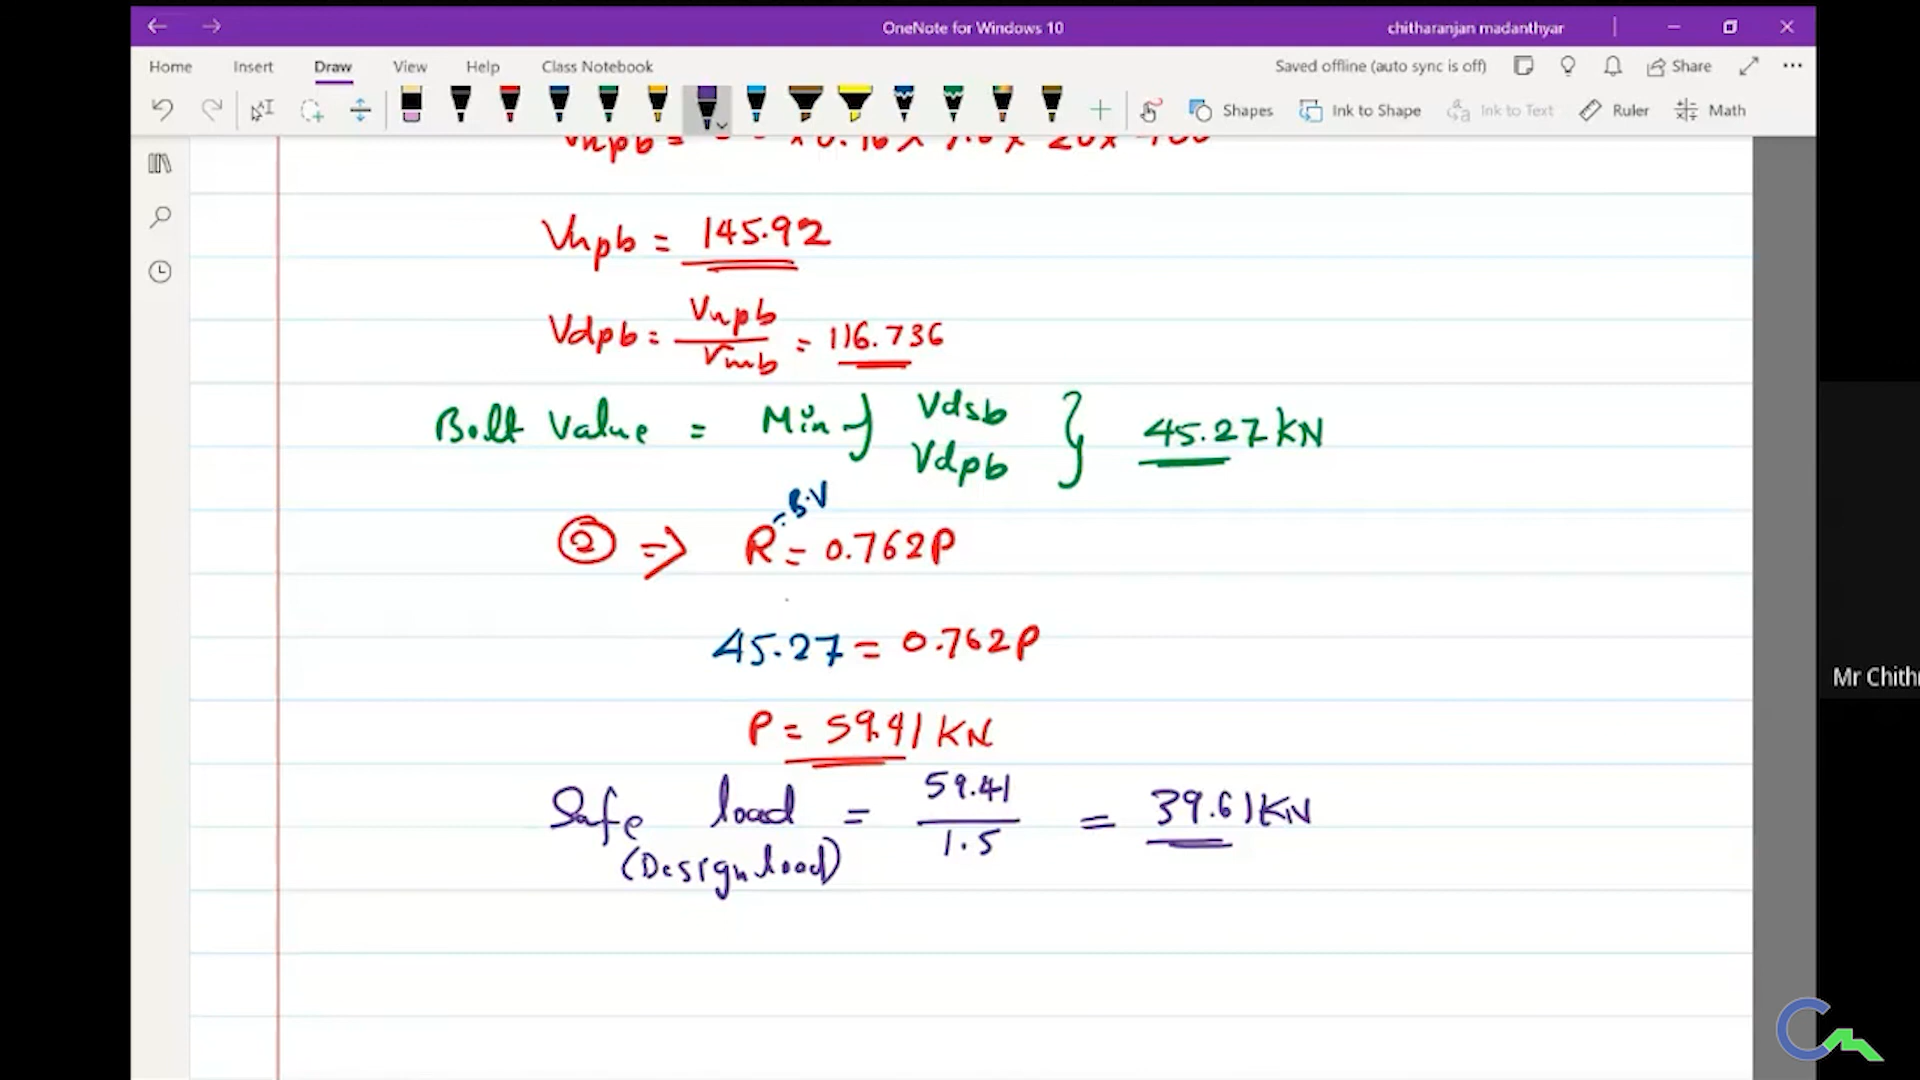 OneNote for Windows 10
chitharanjan madanthyar
Home Insert Draw View Help Class Notebook
Saved offline (auto sync is off) Share
Shapes Ink to Shape Ink to Text Ruler Math
Vnpb = 145.92
Vdpb = Vnpb / γmb = 116.736
Bolt Value = Min { Vdsb Vdpb } 45.27 kN
= B.V
② => R = 0.762P
45.27 = 0.762P
P = 59.41 KN
Safe load = 59.41 / 1.5 = 39.61 KN
(Design load)
Mr Chith